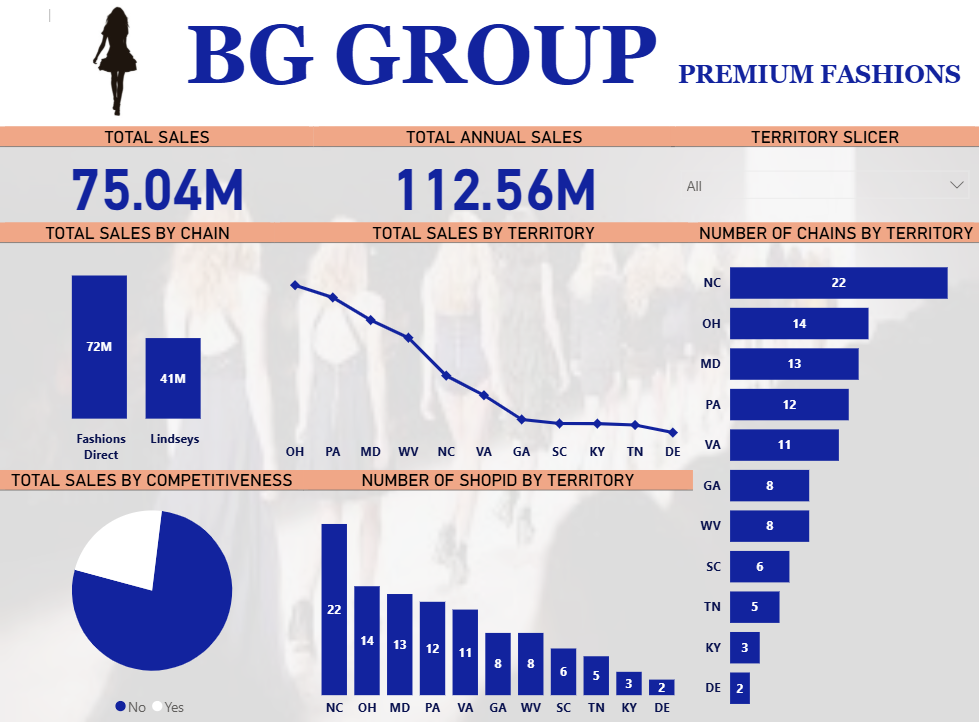 BG GROUP PREMIUM FASHIONS
TOTAL SALES
TOTAL ANNUAL SALES
TERRITORY SLICER
75.04M
112.56M
All
TOTAL SALES BY CHAIN
TOTAL SALES BY TERRITORY
NUMBER OF CHAINS BY TERRITORY
72M
41M
Fashions
Direct
Lindseys
OH PA MD WV NC VA GA SC KY TN DE
NC 22
OH 14
MD 13
PA 12
VA 11
GA 8
WV 8
SC 6
TN 5
KY 3
DE 2
TOTAL SALES BY COMPETITIVENESS
NUMBER OF SHOPID BY TERRITORY
No Yes
22 14 13 12 11 8 8 6 5 3 2
NC OH MD PA VA GA WV SC TN KY DE